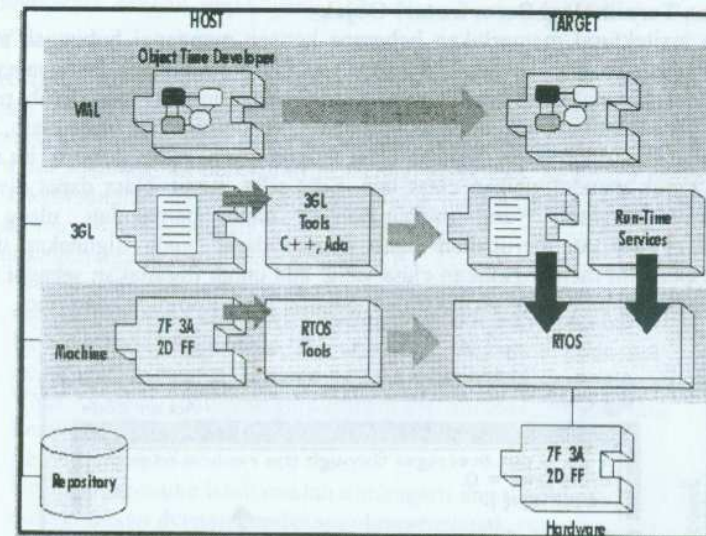 HOST
TARGET
Object Time Developer
VIAL
3GL
3GL
Tools
C++, Ada
Run-Time
Services
Machine
7F 3A
2D FF
RTOS
Tools
RTOS
Repository
7F 3A
2D FF
Hardware